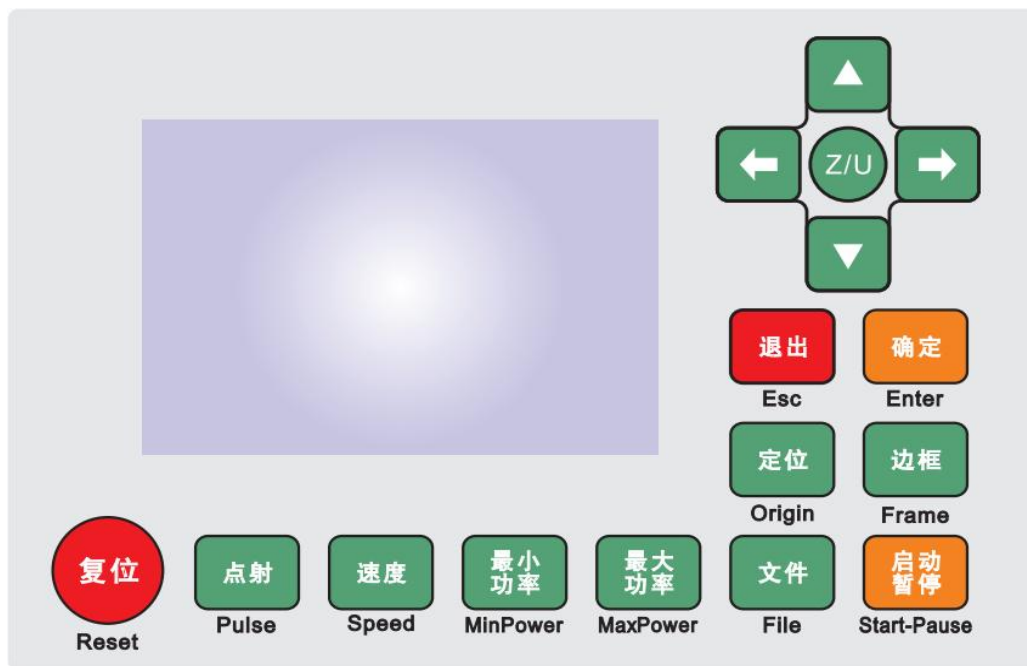 Z/U
退出
确定
Esc
Enter
定位
边框
Origin
Frame
复位
点射
速度
最小
功率
最大
功率
文件
启动
暂停
Reset
Pulse
Speed
MinPower
MaxPower
File
Start-Pause